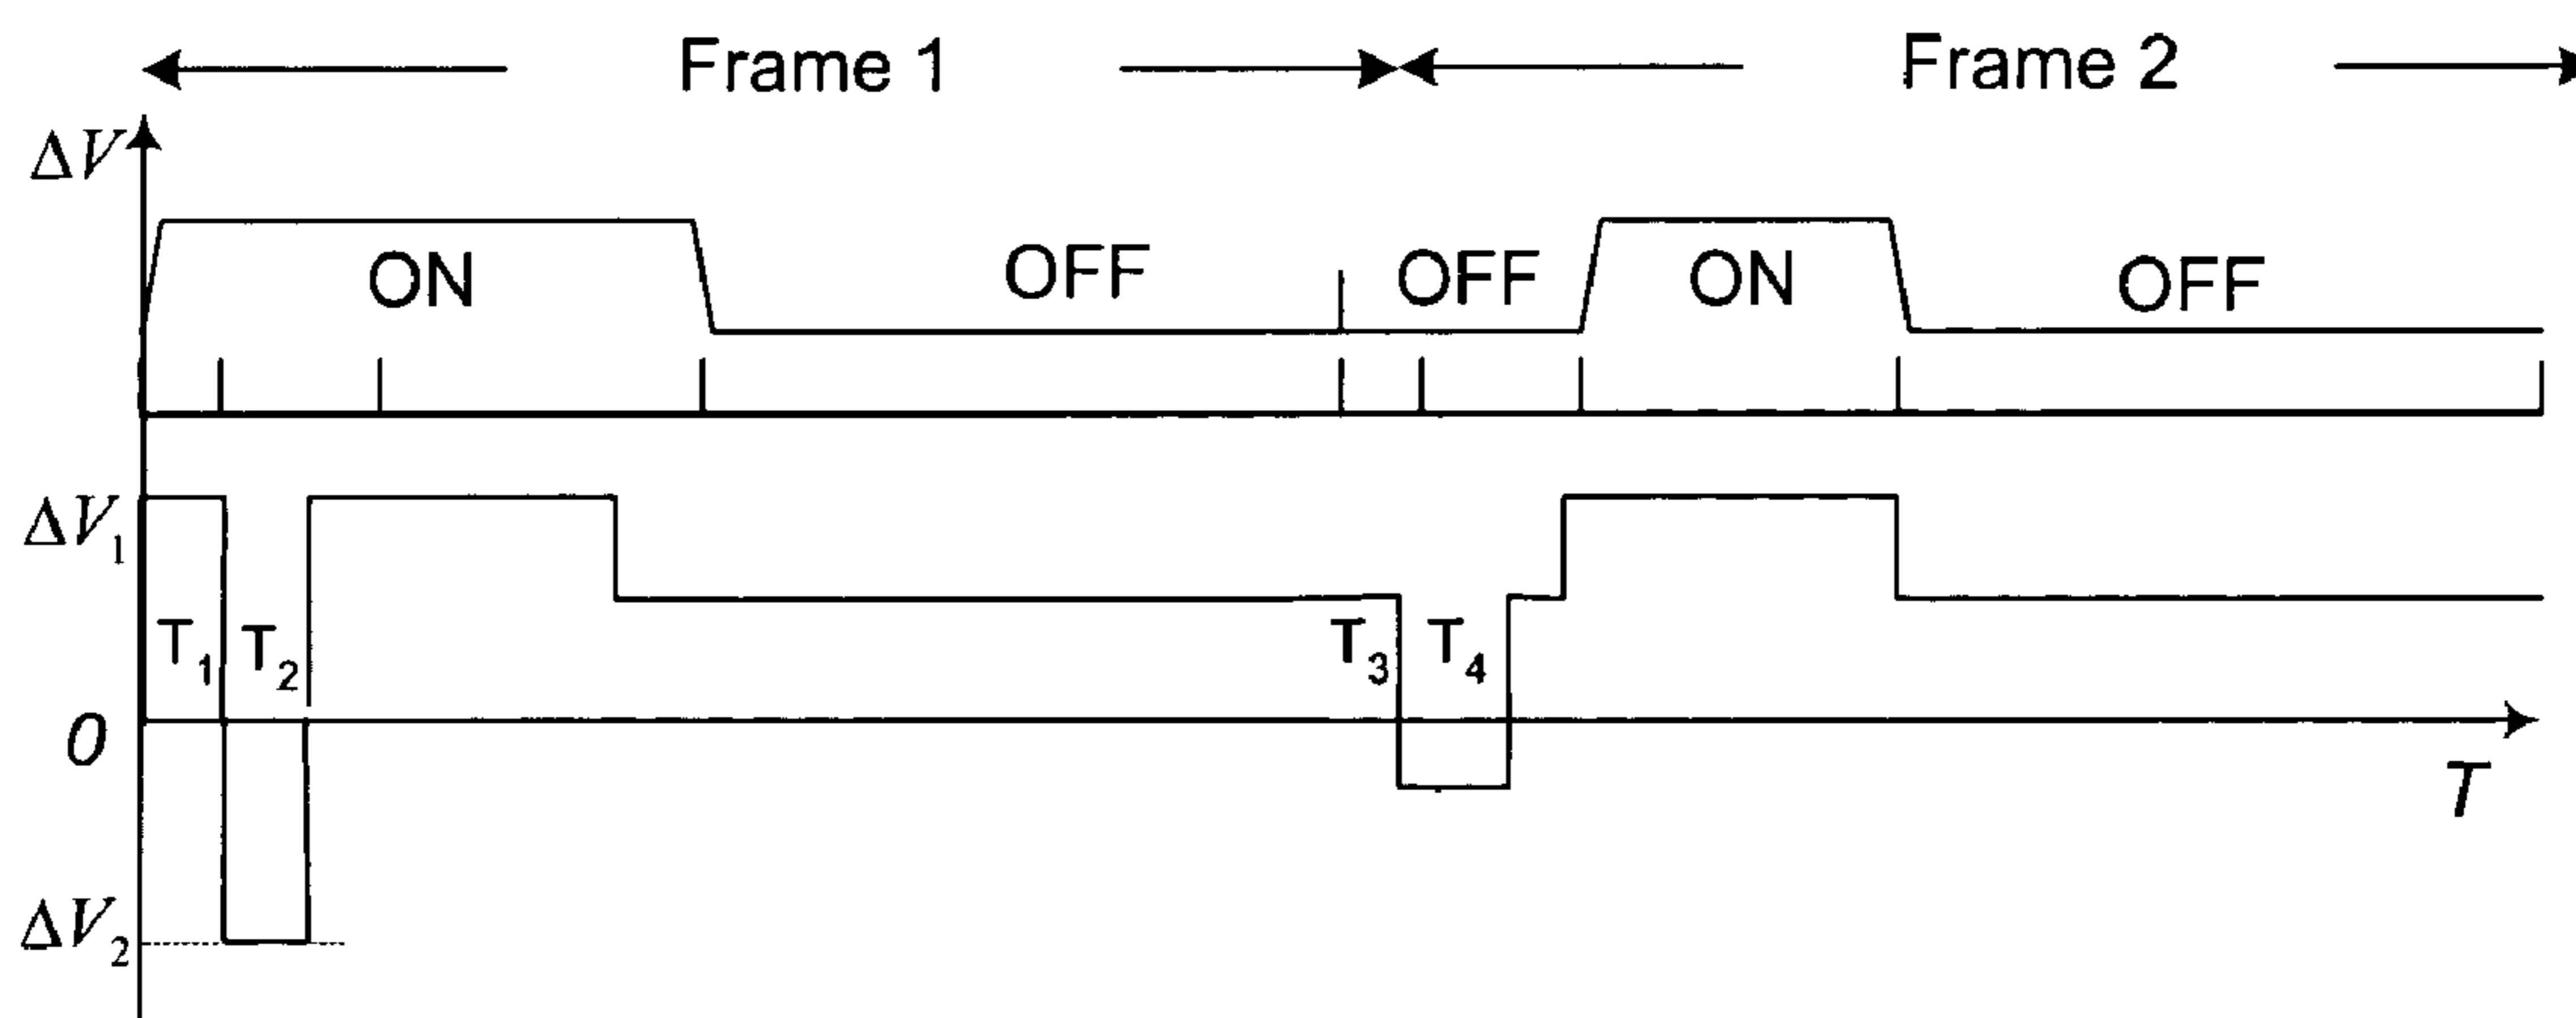 Frame 1 Frame 2
ΔV
ON OFF OFF ON OFF
ΔV₁
T₁ T₂ T₃ T₄
0
T
ΔV₂